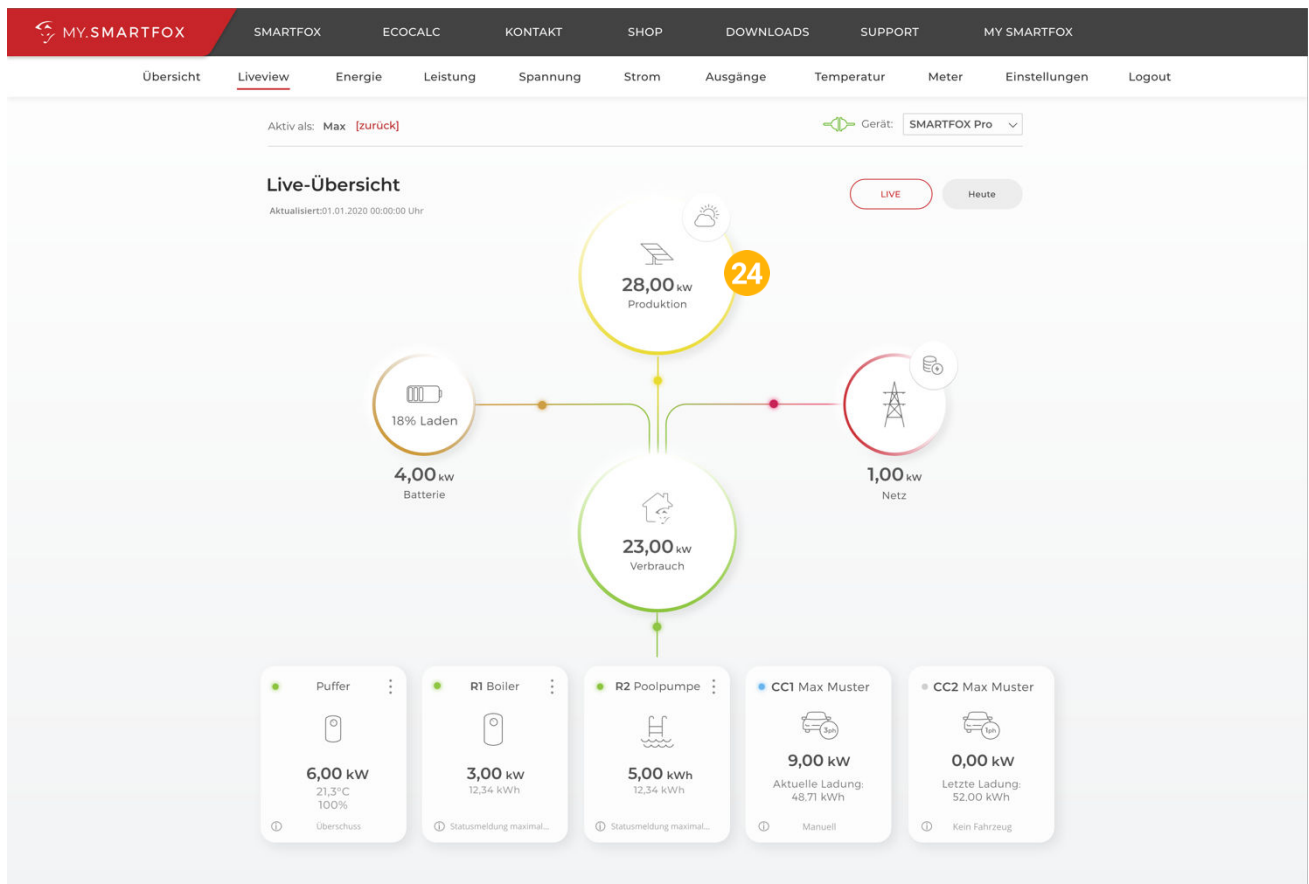 MY.SMARTFOX SMARTFOX ECOCALC KONTAKT SHOP DOWNLOADS SUPPORT MY SMARTFOX
Übersicht Liveview Energie Leistung Spannung Strom Ausgänge Temperatur Meter Einstellungen Logout
Aktiv als: Max [zurück] Gerät: SMARTFOX Pro
Live-Übersicht
LIVE Heute
Aktualisiert:01.01.2020 00:00:00 Uhr
24
28,00 kW
Produktion
18% Laden
4,00 kW
Batterie
1,00 kW
Netz
23,00 kW
Verbrauch
Puffer
6,00 kW
21,3°C
100%
Überschuss
R1 Boiler
3,00 kW
12,34 kWh
Statusmeldung maximal...
R2 Poolpumpe
5,00 kWh
12,34 kWh
Statusmeldung maximal...
CC1 Max Muster
3ph
9,00 kW
Aktuelle Ladung:
48,71 kWh
Manuell
CC2 Max Muster
1ph
0,00 kW
Letzte Ladung:
52,00 kWh
Kein Fahrzeug